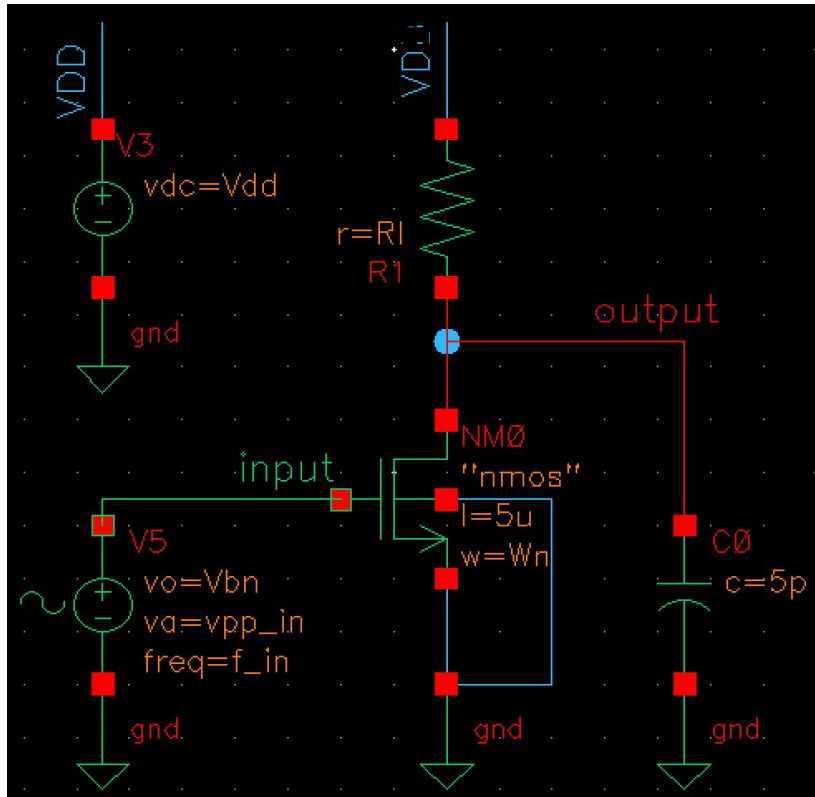 VDD
V3
vdc=Vdd
gnd
r=Rl
R1
output
input
NM0
"nmos"
l=5u
w=Wn
V5
vo=Vbn
va=vpp_in
freq=f_in
gnd
gnd
C0
c=5p
gnd